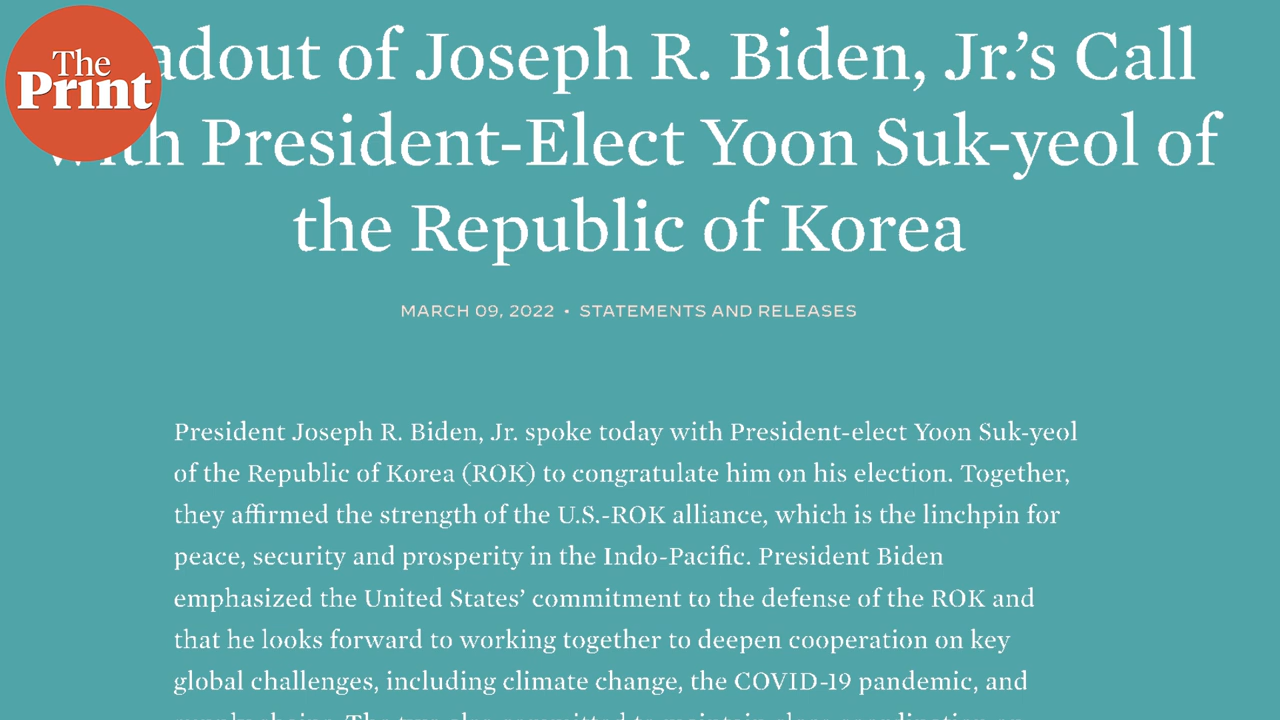 The
Print
adout of Joseph R. Biden, Jr.’s Call
with President-Elect Yoon Suk-yeol of
the Republic of Korea
MARCH 09, 2022 • STATEMENTS AND RELEASES
President Joseph R. Biden, Jr. spoke today with President-elect Yoon Suk-yeol
of the Republic of Korea (ROK) to congratulate him on his election. Together,
they affirmed the strength of the U.S.-ROK alliance, which is the linchpin for
peace, security and prosperity in the Indo-Pacific. President Biden
emphasized the United States’ commitment to the defense of the ROK and
that he looks forward to working together to deepen cooperation on key
global challenges, including climate change, the COVID-19 pandemic, and